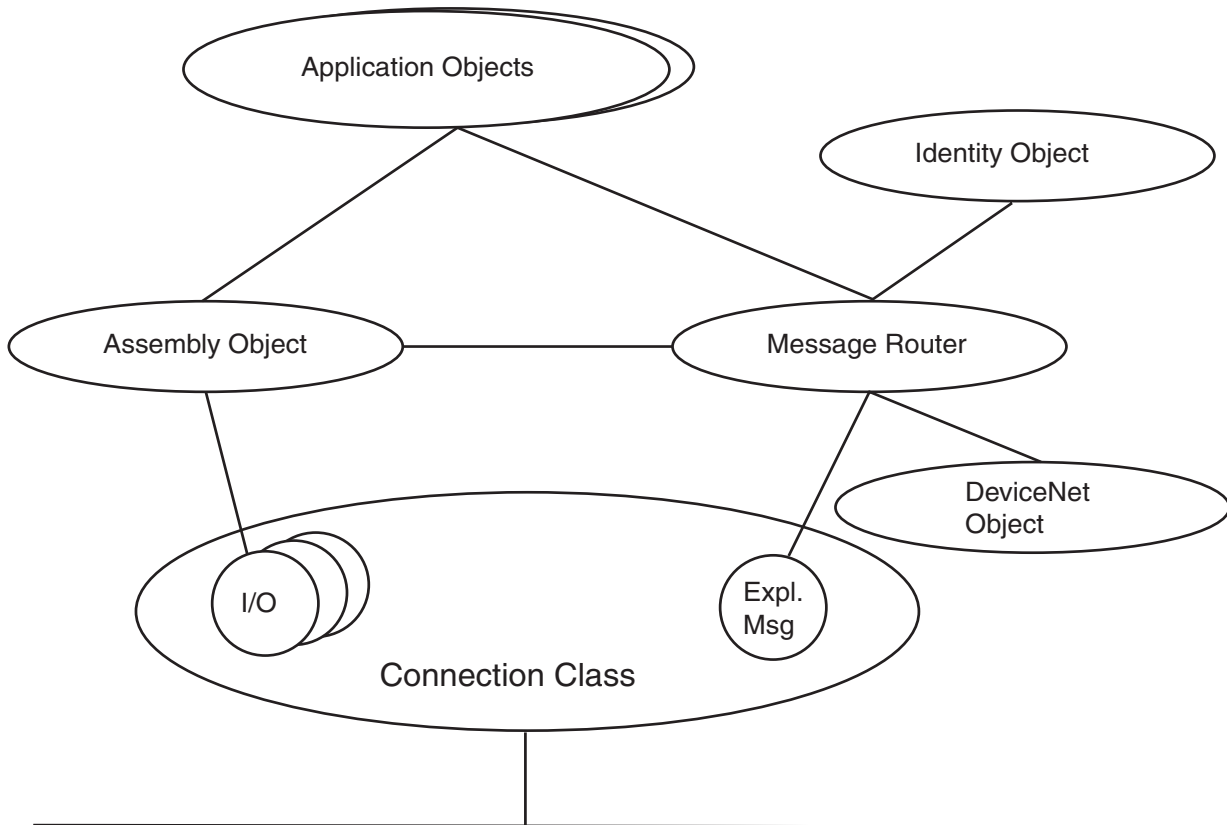 Application Objects
Identity Object
Assembly Object
Message Router
DeviceNet
Object
I/O
Expl.
Msg
Connection Class